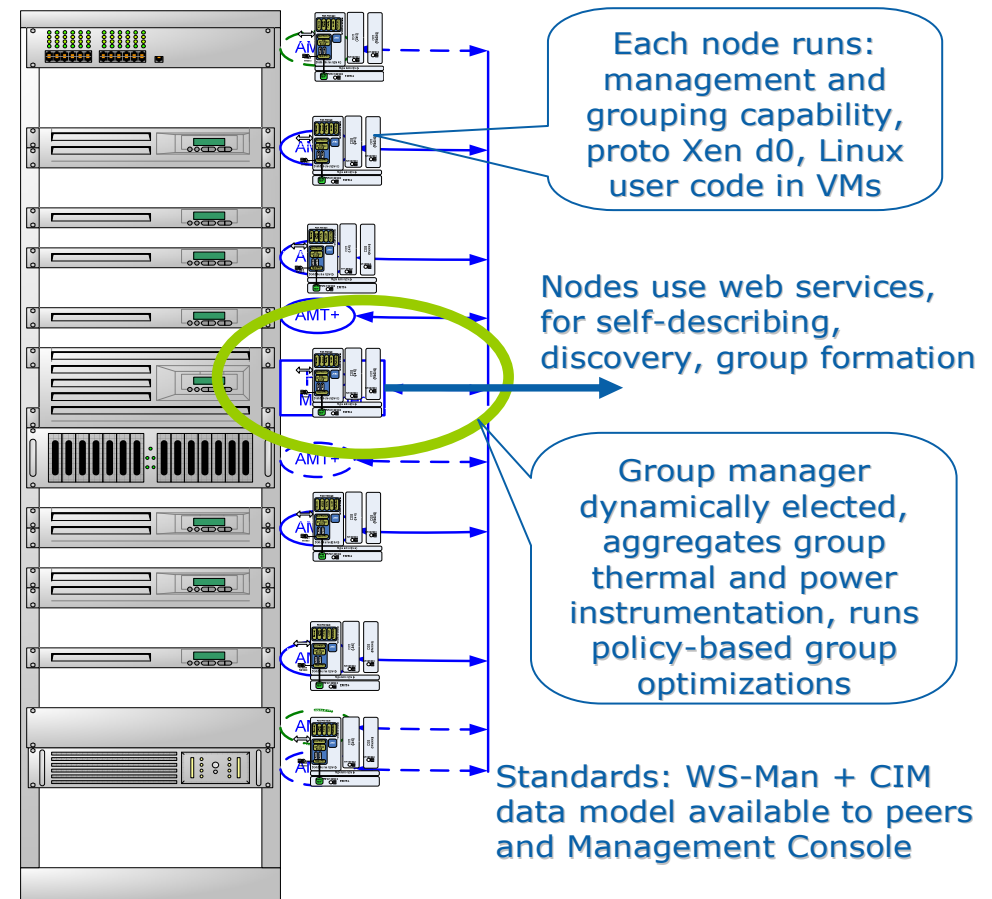 Each node runs:
management and
grouping capability,
proto Xen d0, Linux
user code in VMs
Nodes use web services,
for self-describing,
discovery, group formation
AMT+
AMT+
Group manager
dynamically elected,
aggregates group
thermal and power
instrumentation, runs
policy-based group
optimizations
Standards: WS-Man + CIM
data model available to peers
and Management Console